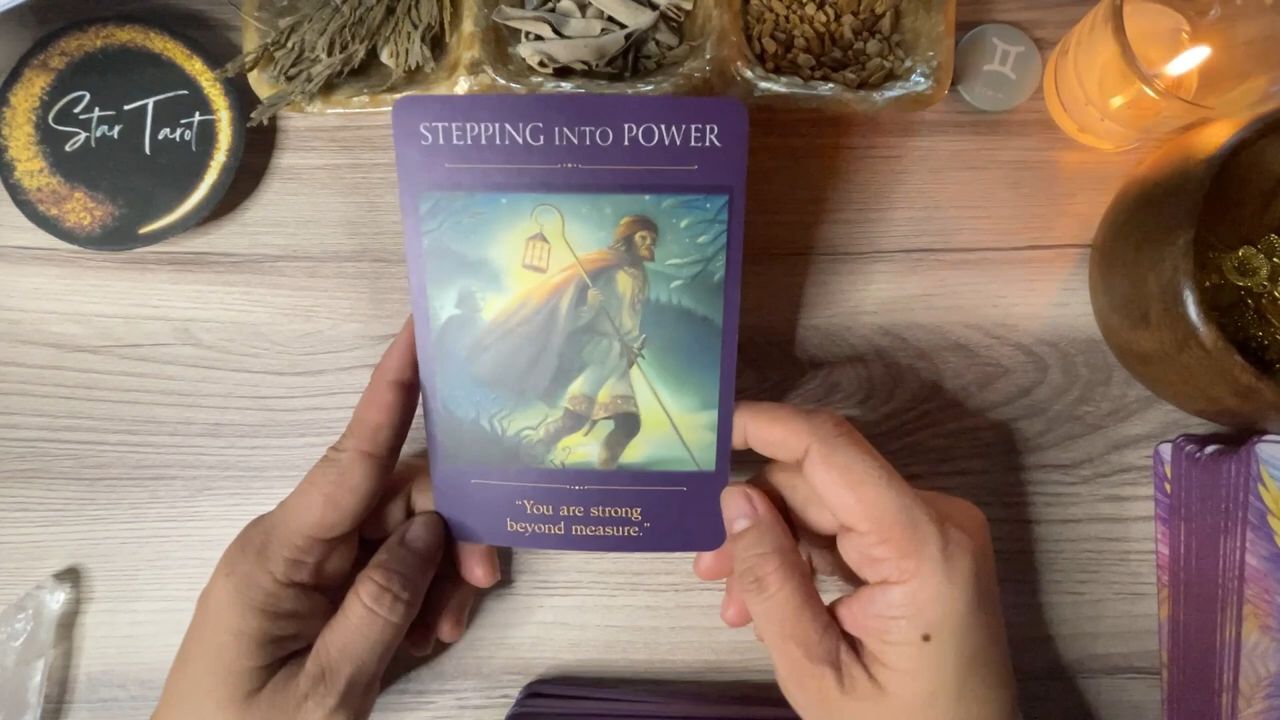 Star Tarot
STEPPING INTO POWER
“You are strong
beyond measure.”